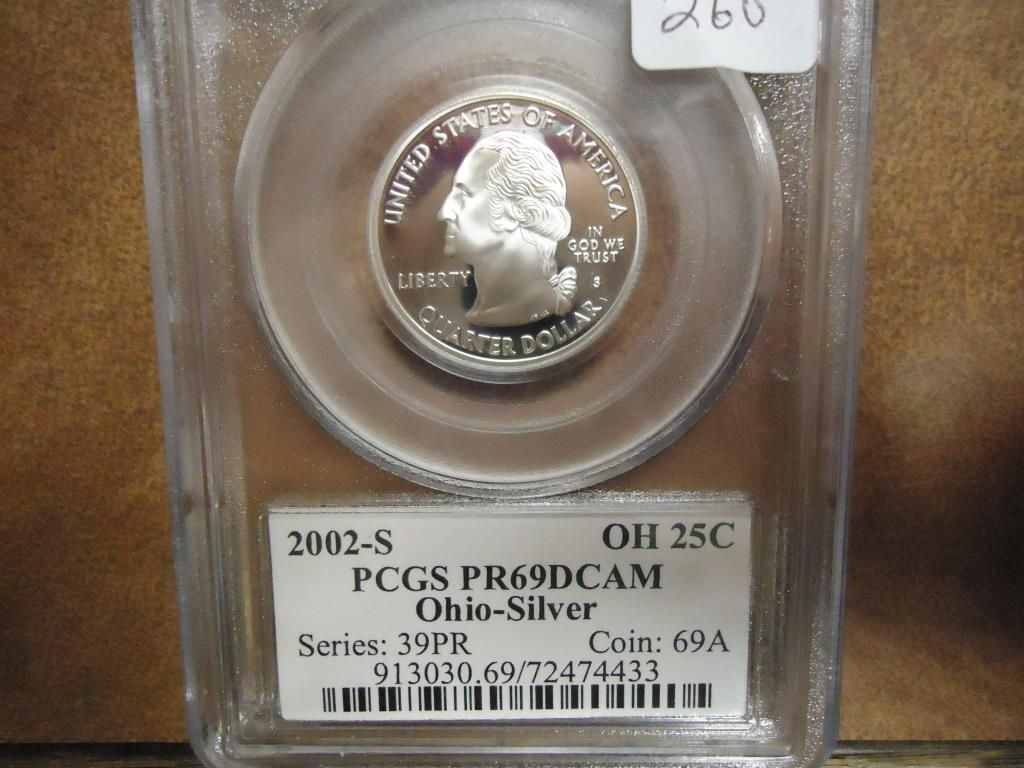 260
UNITED STATES OF AMERICA
IN
GOD WE
TRUST
LIBERTY
S
QUARTER DOLLAR
2002-S OH 25C
PCGS PR69DCAM
Ohio-Silver
Series: 39PR Coin: 69A
913030.69/72474433